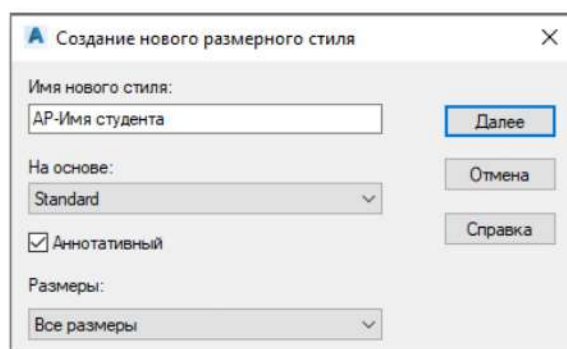 Создание нового размерного стиля
Имя нового стиля:
АР-Имя студента
Далее
На основе:
Отмена
Standard
Справка
Аннотативный
Размеры:
Все размеры